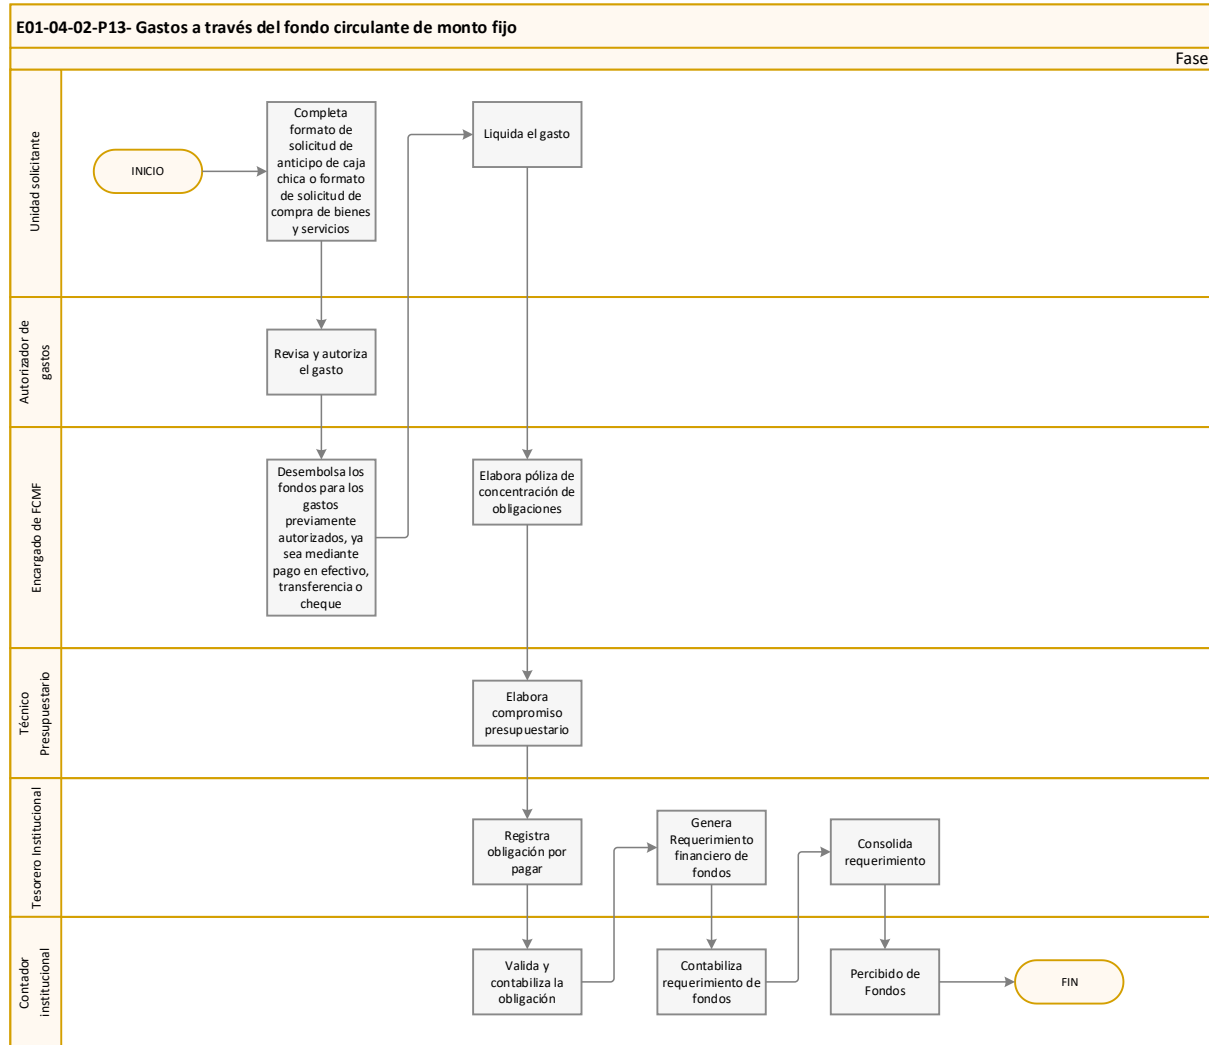 E01-04-02-P13- Gastos a través del fondo circulante de monto fijo
Fase
Unidad solicitante
INICIO
Completa
formato de
solicitud de
anticipo de caja
chica o formato
de solicitud de
compra de bienes
y servicios
Liquida el gasto
Autorizador de
gastos
Revisa y autoriza
el gasto
Encargado de FCMF
Desembolsa los
fondos para los
gastos
previamente
autorizados, ya
sea mediante
pago en efectivo,
transferencia o
cheque
Elabora póliza de
concentración de
obligaciones
Técnico
Presupuestario
Elabora
compromiso
presupuestario
Tesorero Institucional
Registra
obligación por
pagar
Genera
Requerimiento
financiero de
fondos
Consolida
requerimiento
Contador
institucional
Valida y
contabiliza la
obligación
Contabiliza
requerimiento de
fondos
Percibido de
Fondos
FIN